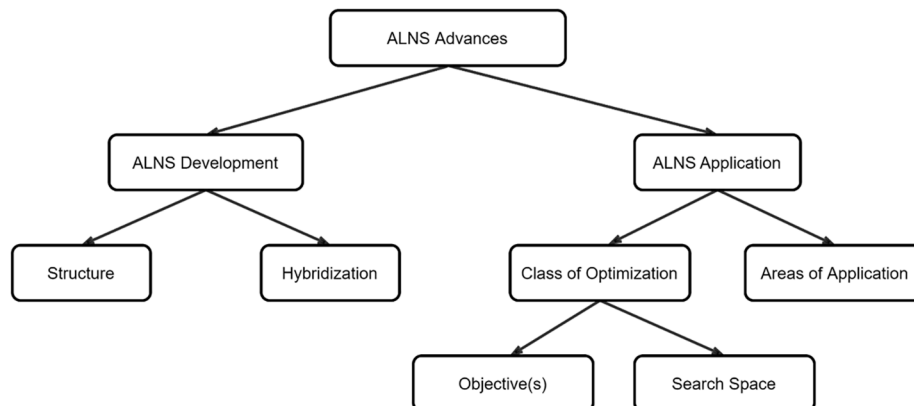 ALNS Advances
ALNS Development
ALNS Application
Structure
Hybridization
Class of Optimization
Areas of Application
Objective(s)
Search Space